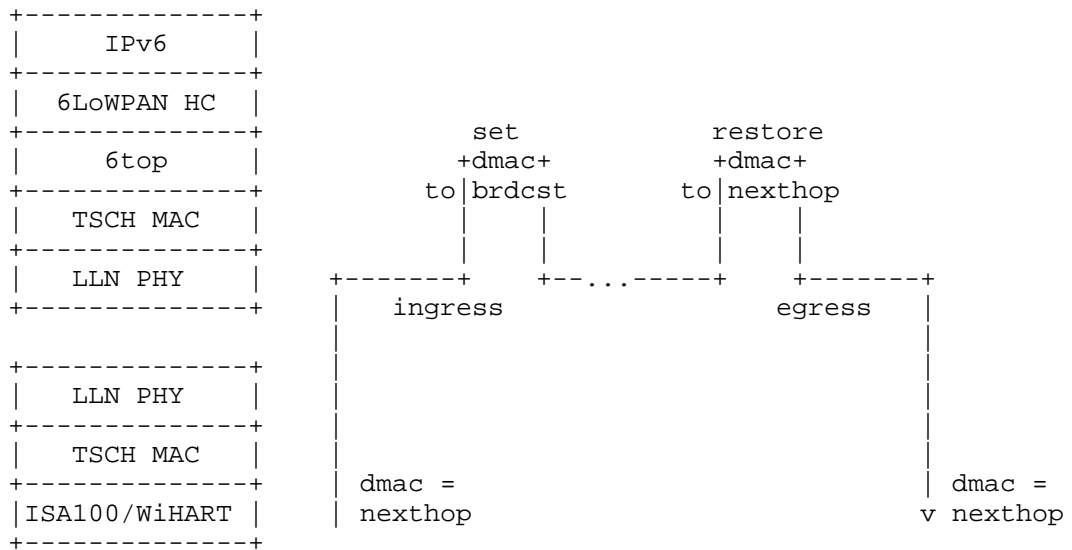 +--------------+
|     IPv6     |
+--------------+
|  6LoWPAN HC  |
+--------------+             set            restore
|     6top     |            +dmac+          +dmac+
+--------------+          to|brdcst       to|nexthop
|   TSCH MAC   |            |    |          |    |
+--------------+            |    |          |    |
|   LLN PHY    |    +-------+    +--...-----+    +-------+
+--------------+    |   ingress                 egress   |
                    |                                    |
+--------------+    |                                    |
|   LLN PHY    |    |                                    |
+--------------+    |                                    |
|   TSCH MAC   |    |                                    |
+--------------+    | dmac =                             | dmac =
|ISA100/WiHART |    | nexthop                            v nexthop
+--------------+